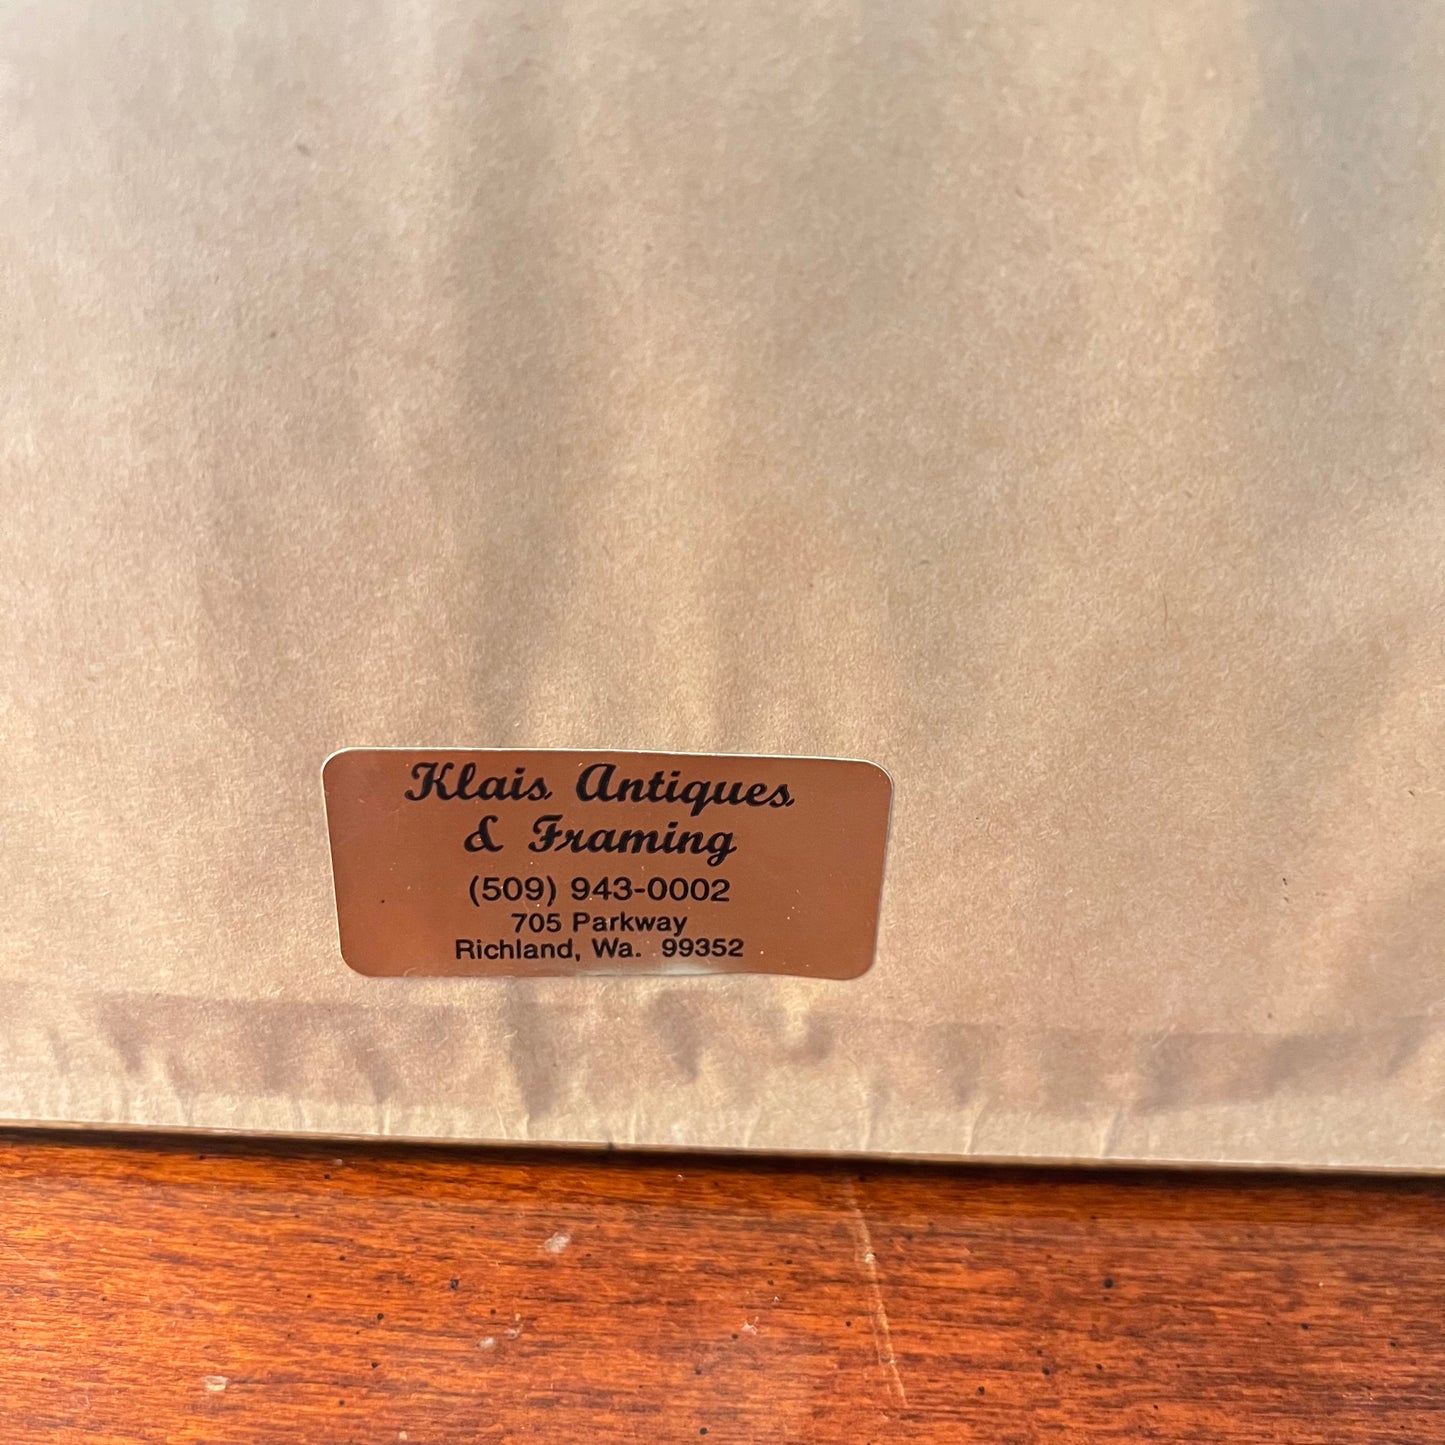 Klais Antiques
& Framing
(509) 943-0002
705 Parkway
Richland, Wa. 99352